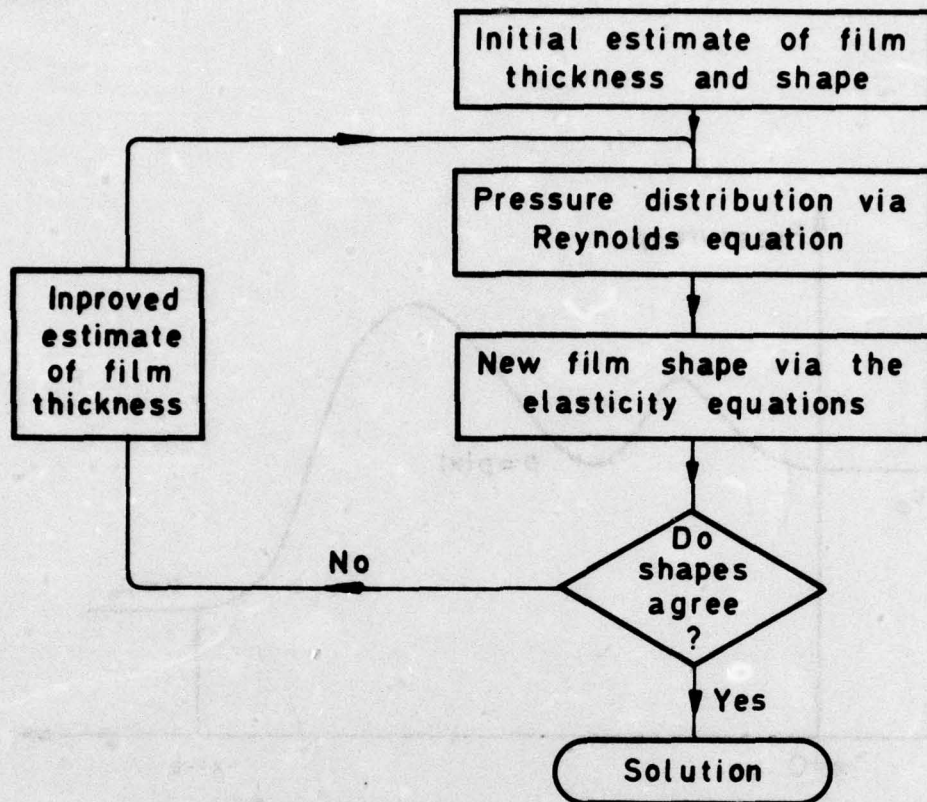 Initial estimate of film
thickness and shape
Pressure distribution via
Reynolds equation
Inproved
estimate
of film
thickness
New film shape via the
elasticity equations
Do
shapes
agree
?
No
Yes
Solution